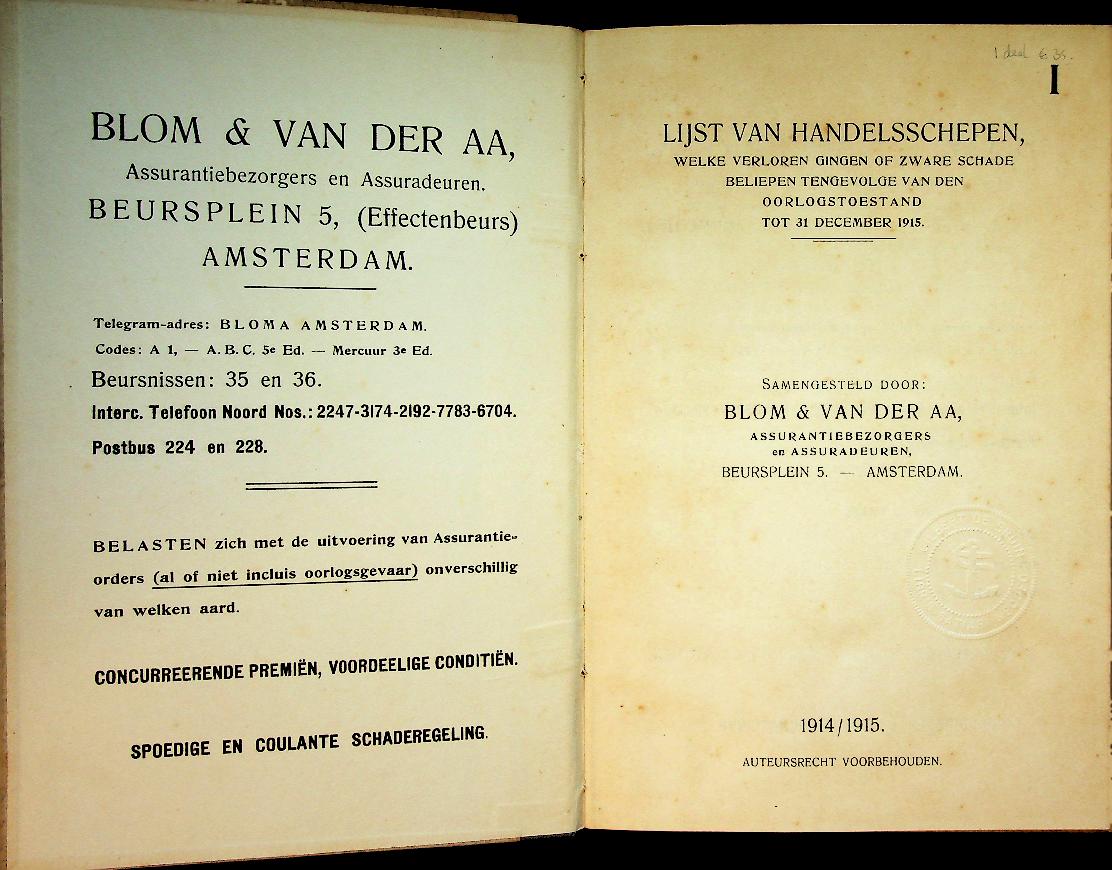 BLOM & VAN DER AA,
Assurantiebezorgers en Assuradeuren.
BEURSPLEIN 5, (Effectenbeurs)
AMSTERDAM.
Telegram-adres: BLOMA AMSTERDAM.
Codes: A 1, — A.B.C. 5e Ed. — Mercuur 3e Ed.
Beursnissen: 35 en 36.
Interc. Telefoon Noord Nos.: 2247-3174-2192-7783-6704.
Postbus 224 en 228.
BELASTEN zich met de uitvoering van Assurantie-
orders (al of niet incluis oorlogsgevaar) onverschillig
van welken aard.
CONCURREERENDE PREMIËN, VOORDEELIGE CONDITIËN.
SPOEDIGE EN COULANTE SCHADEREGELING.
1 deel
I
LIJST VAN HANDELSSCHEPEN,
WELKE VERLOREN GINGEN OF ZWARE SCHADE
BELIEPEN TENGEVOLGE VAN DEN
OORLOGSTOESTAND
TOT 31 DECEMBER 1915.
SAMENGESTELD DOOR:
BLOM & VAN DER AA,
ASSURANTIEBEZORGERS
en ASSURADEUREN,
BEURSPLEIN 5. — AMSTERDAM.
1914/1915.
AUTEURSRECHT VOORBEHOUDEN.